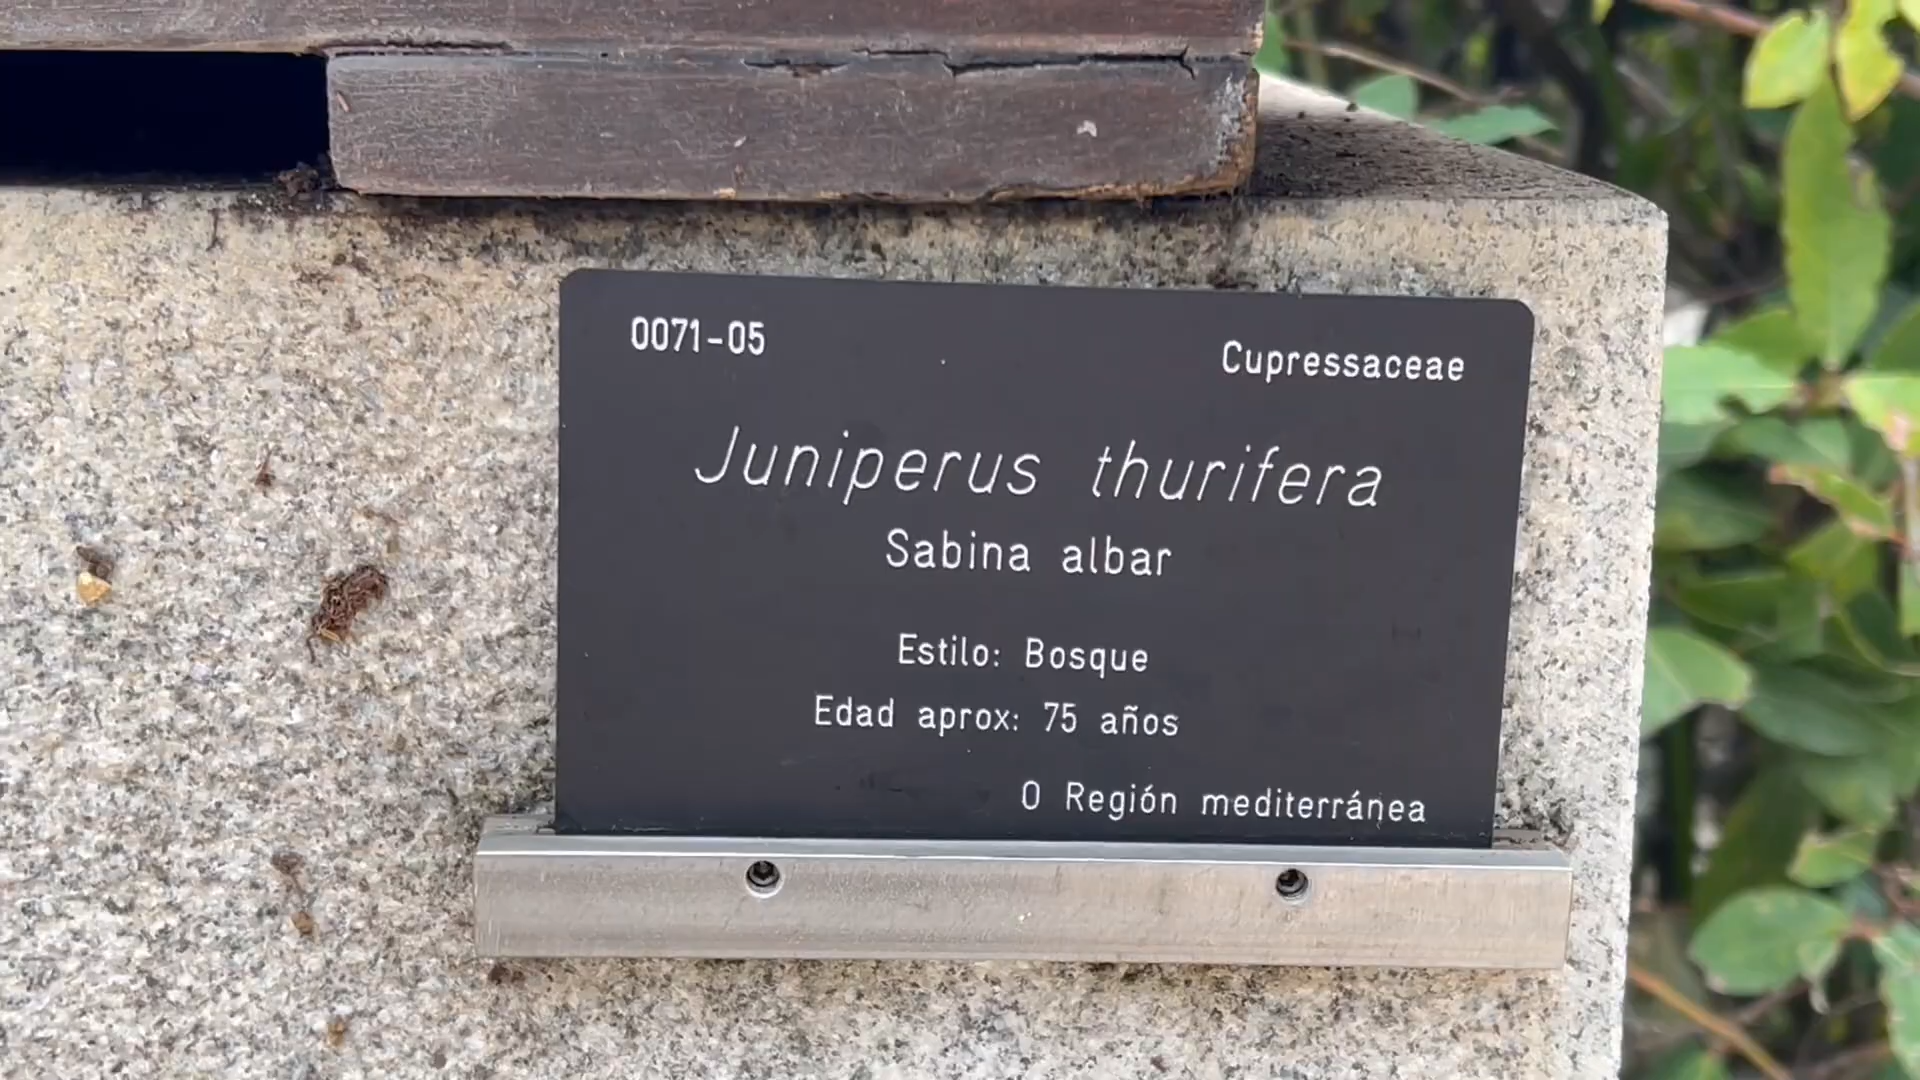 0071-05
Cupressaceae
Juniperus thurifera
Sabina albar
Estilo: Bosque
Edad aprox: 75 años
O Región mediterránea